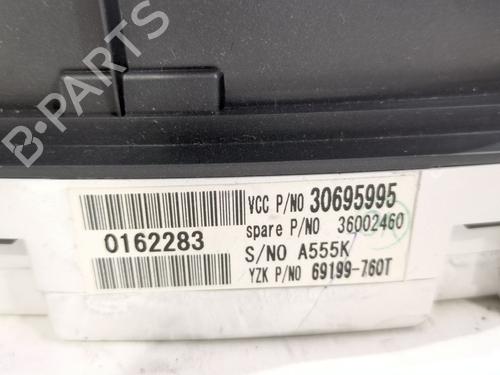 B-PARTS
VCC P/NO 30695995
spare P/NO 36002460
0162283
S/NO A555K
YZK P/NO 69199-760T